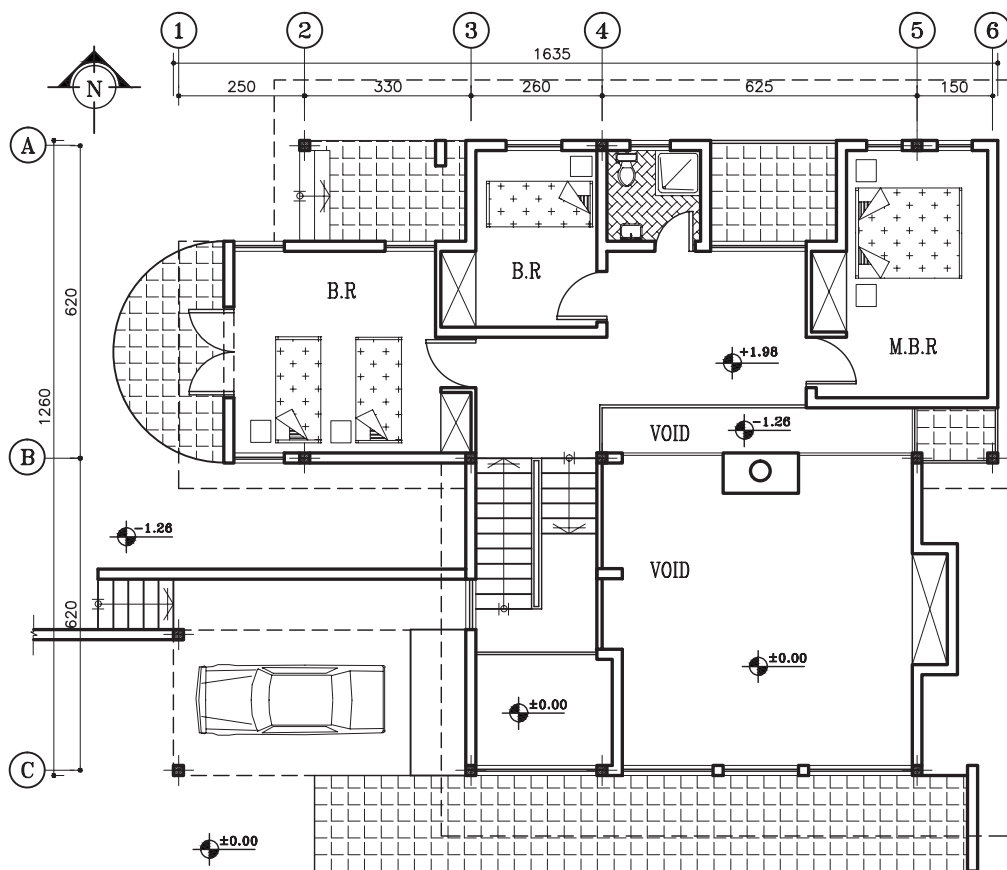 1 2 3 4 5 6
1635
250 330 260 625 150
N
A
B.R
B.R
M.B.R
620
1260
+1.98
-1.26
VOID
B
-1.26
VOID
620
±0.00
±0.00
C
±0.00